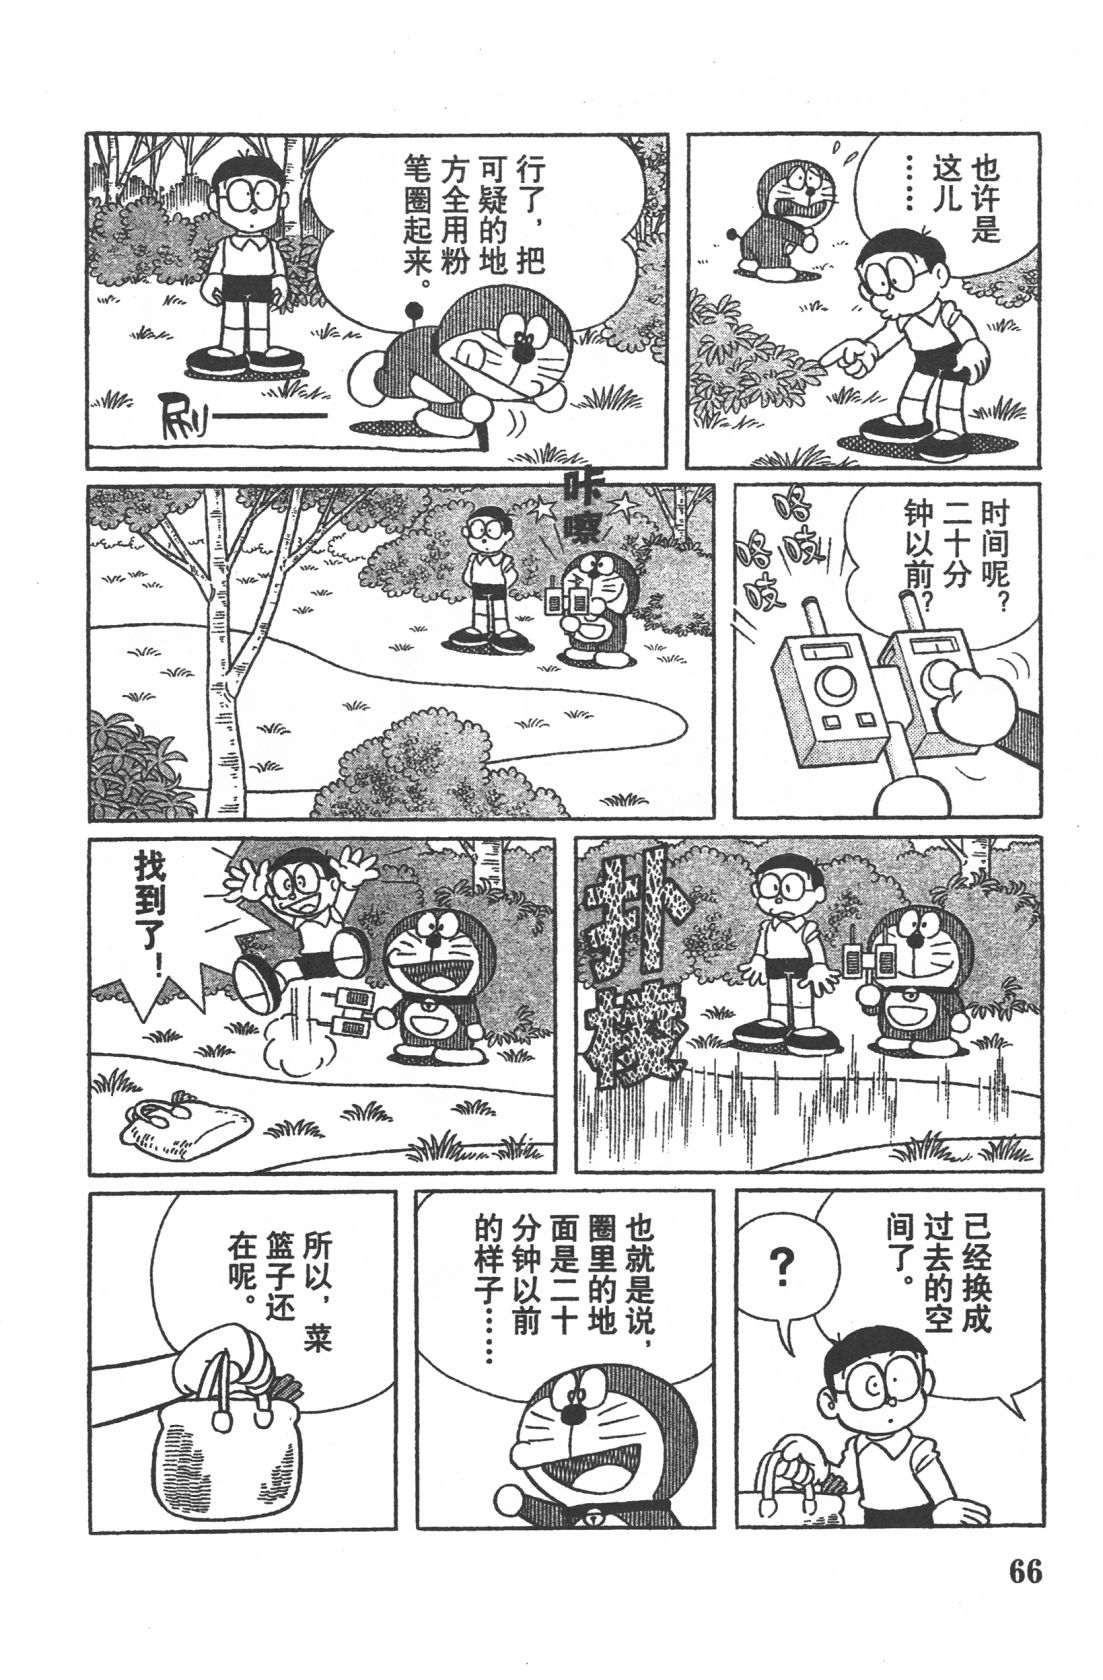 也许是
这儿
……
行了，把
可疑的地
方全用粉
笔圈起来。
刷
时间呢？
二十分
钟以前？
咯吱
咯吱
咔嚓
扑棱
找到了！
已经换成
过去的空
间了。
？
也就是说，
圈里的地
面是二十
分钟以前
的样子……
所以，菜
篮子还
在呢。
66